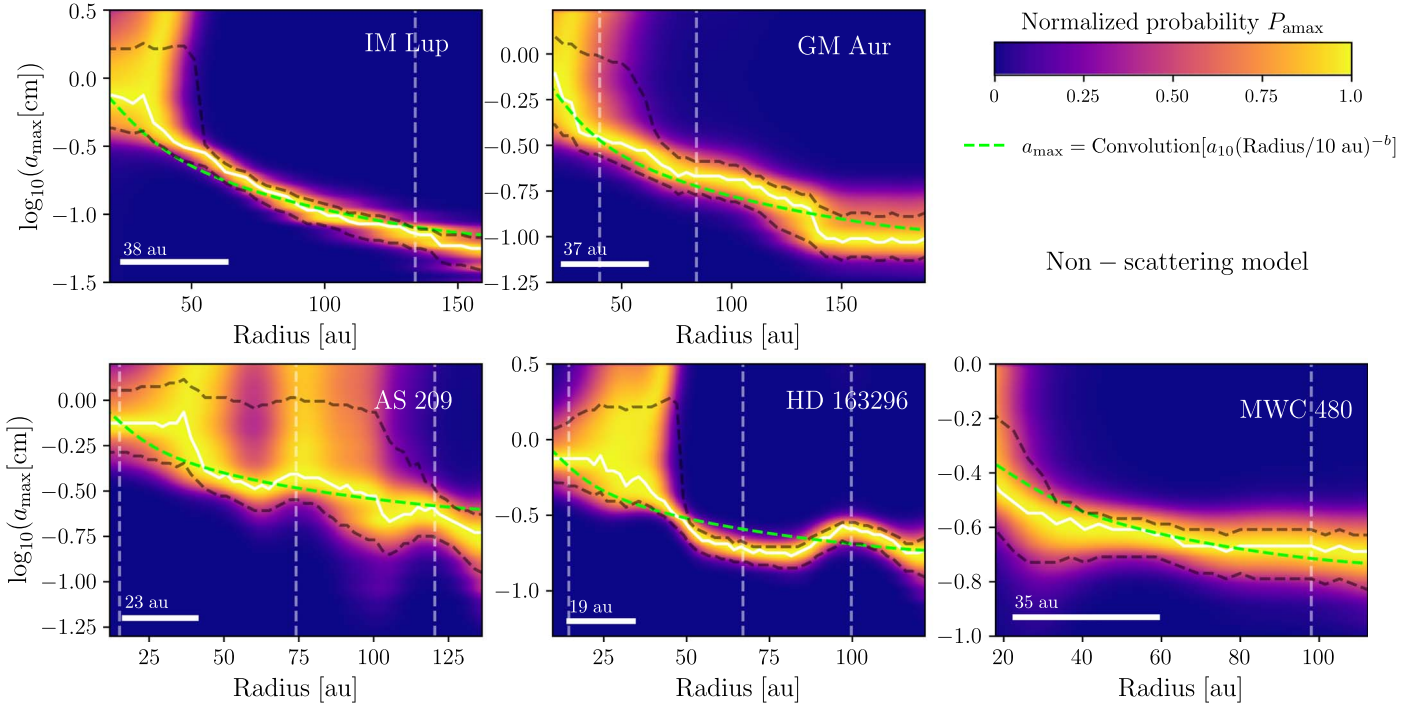 0.5
0.0
−0.5
−1.0
−1.5
log10(amax[cm])
IM Lup
38 au
50
100
150
Radius [au]
0.00
−0.25
−0.50
−0.75
−1.00
−1.25
GM Aur
37 au
50
100
150
Radius [au]
Normalized probability Pamax
0
0.25
0.50
0.75
1.0
amax = Convolution[a10(Radius/10 au)−b]
Non − scattering model
0.00
−0.25
−0.50
−0.75
−1.00
−1.25
log10(amax[cm])
AS 209
23 au
25
50
75
100
125
Radius [au]
0.5
0.0
−0.5
−1.0
HD 163296
19 au
25
50
75
100
Radius [au]
0.0
−0.2
−0.4
−0.6
−0.8
−1.0
MWC 480
35 au
20
40
60
80
100
Radius [au]